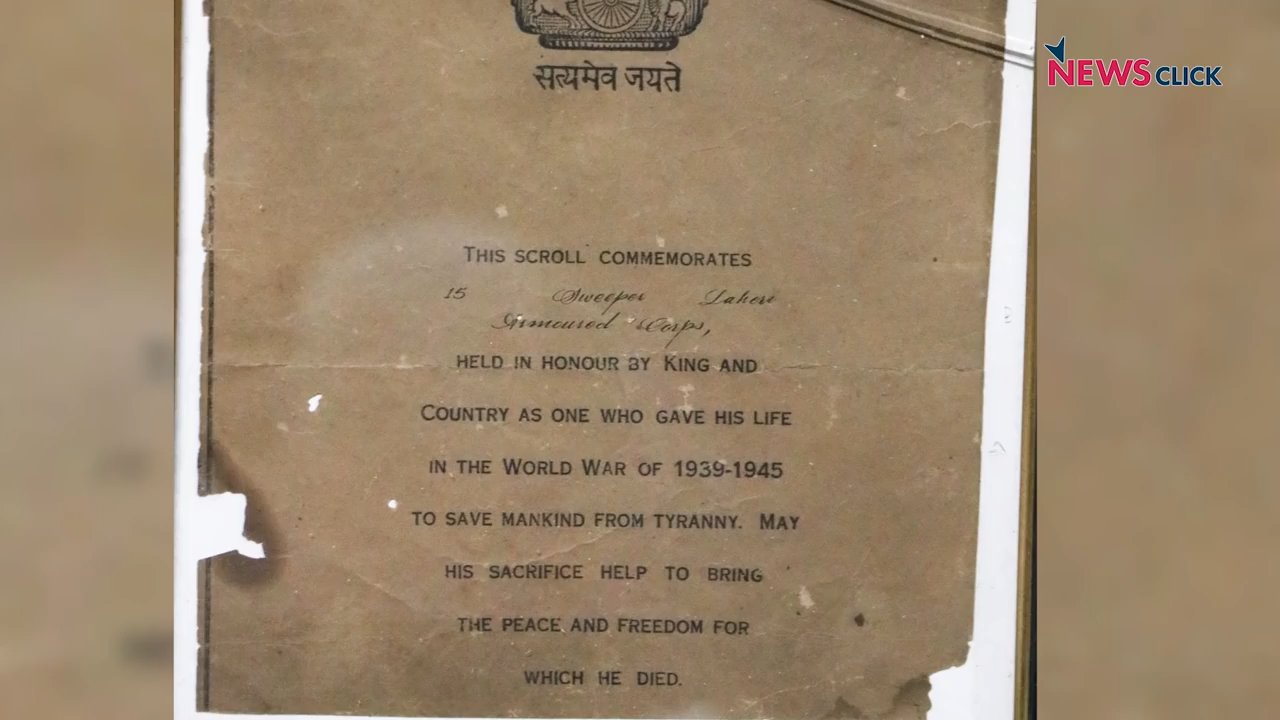 सत्यमेव जयते
NEWSCLICK
THIS SCROLL COMMEMORATES
15 Sweeper Laheri
Armoured Corps,
HELD IN HONOUR BY KING AND
COUNTRY AS ONE WHO GAVE HIS LIFE
IN THE WORLD WAR OF 1939-1945
TO SAVE MANKIND FROM TYRANNY. MAY
HIS SACRIFICE HELP TO BRING
THE PEACE AND FREEDOM FOR
WHICH HE DIED.